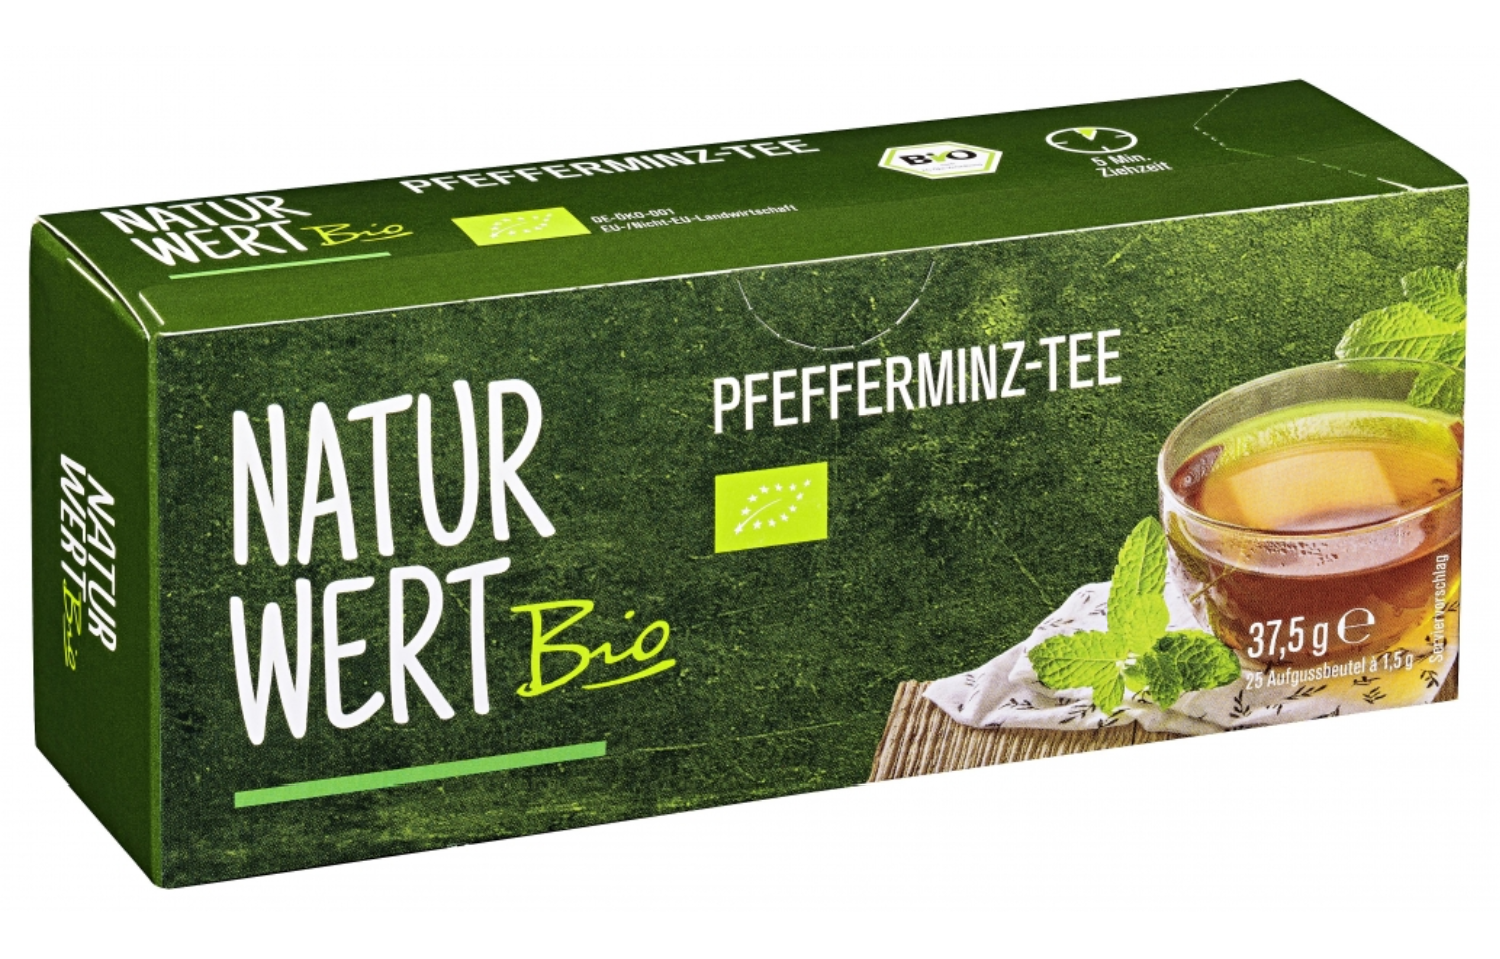 NATUR
WERT Bio
PFEFFERMINZ-TEE
DE-ÖKO-001
EU-/Nicht-EU-Landwirtschaft
BIO
5 Min.
Ziehzeit
NATUR
WERT Bio
PFEFFERMINZ-TEE
NATUR
WERT Bio
37,5 g ℮
25 Aufgussbeutel à 1,5 g
Serviervorschlag